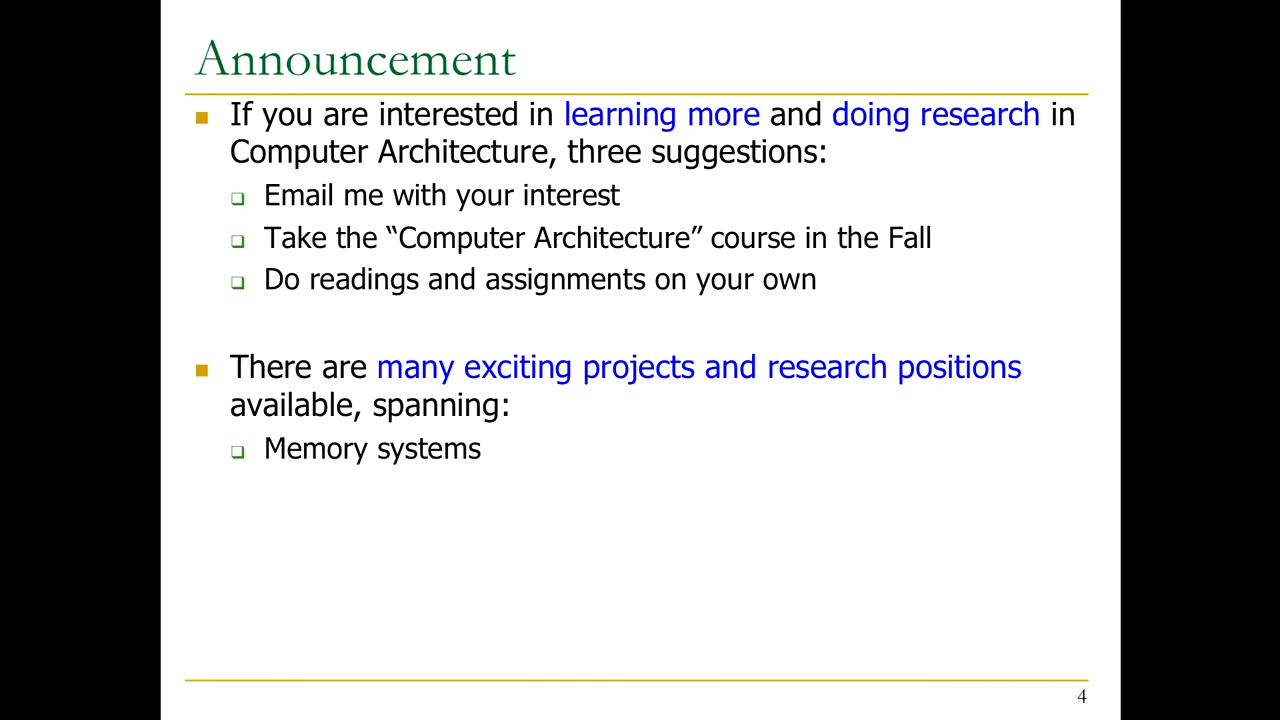 Announcement
If you are interested in learning more and doing research in
Computer Architecture, three suggestions:
Email me with your interest
Take the “Computer Architecture” course in the Fall
Do readings and assignments on your own
There are many exciting projects and research positions
available, spanning:
Memory systems
4